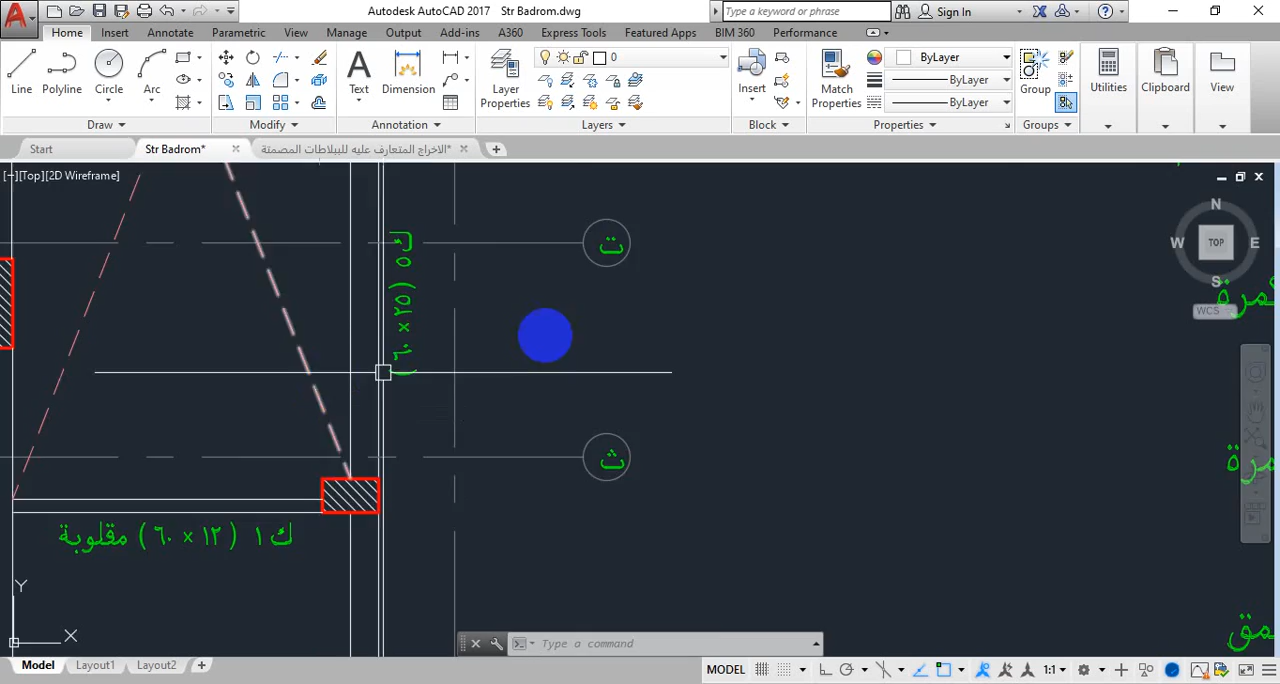 Autodesk AutoCAD 2017 Str Badrom.dwg
Type a keyword or phrase
Sign In
Home Insert Annotate Parametric View Manage Output Add-ins A360 Express Tools Featured Apps BIM 360 Performance
Line Polyline Circle Arc
Text Dimension
Layer Properties
0
Insert
Match Properties
ByLayer
ByLayer
ByLayer
Group
Utilities
Clipboard
View
Draw Modify Annotation Layers Block Properties Groups
Start
Str Badrom*
الاخراج المتعارف عليه للببلاطات المصمتة*
[−][Top][2D Wireframe]
N
W TOP E
S
WCS
ت
ث
ك ١ (١٢ × ٦٠) مقلوبة
Y
X
Type a command
Model Layout1 Layout2
MODEL
1:1